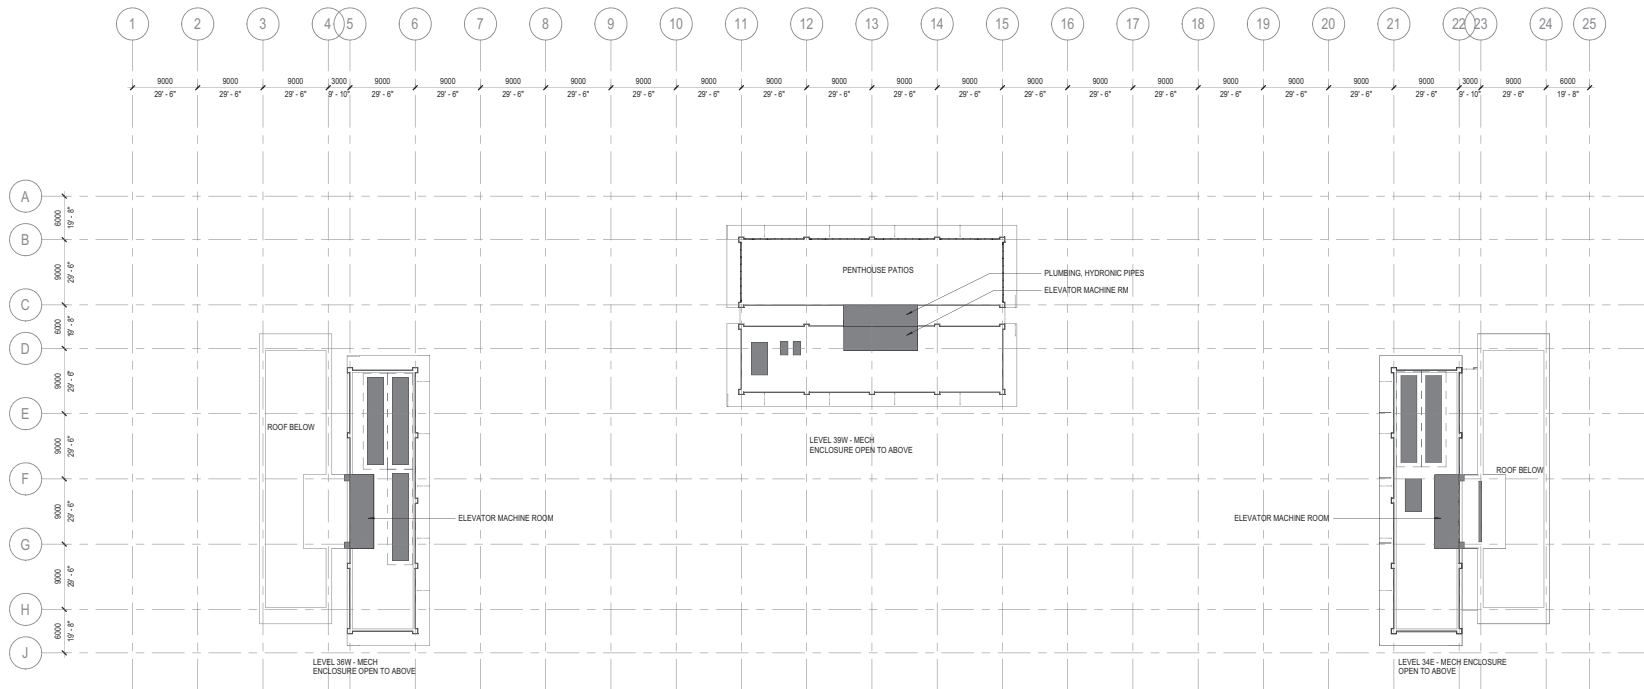 1 2 3 4 5 6 7 8 9 10 11 12 13 14 15 16 17 18 19 20 21 22 23 24 25
9000 9000 9000 3000 9000 9000 9000 9000 9000 9000 9000 9000 9000 9000 9000 9000 9000 9000 9000 9000 9000 3000 9000 6000
29' - 6" 29' - 6" 29' - 6" 9' - 10" 29' - 6" 29' - 6" 29' - 6" 29' - 6" 29' - 6" 29' - 6" 29' - 6" 29' - 6" 29' - 6" 29' - 6" 29' - 6" 29' - 6" 29' - 6" 29' - 6" 29' - 6" 29' - 6" 29' - 6" 9' - 10" 29' - 6" 19' - 8"
A
6000
19' - 8"
B
9000
29' - 6"
C
6000
19' - 8"
D
9000
29' - 6"
E
9000
29' - 6"
F
9000
29' - 6"
G
9000
29' - 6"
H
6000
19' - 8"
J
PENTHOUSE PATIOS
PLUMBING, HYDRONIC PIPES
ELEVATOR MACHINE RM
LEVEL 39W - MECH
ENCLOSURE OPEN TO ABOVE
ROOF BELOW
ELEVATOR MACHINE ROOM
LEVEL 36W - MECH
ENCLOSURE OPEN TO ABOVE
ROOF BELOW
ELEVATOR MACHINE ROOM
LEVEL 34E - MECH ENCLOSURE
OPEN TO ABOVE